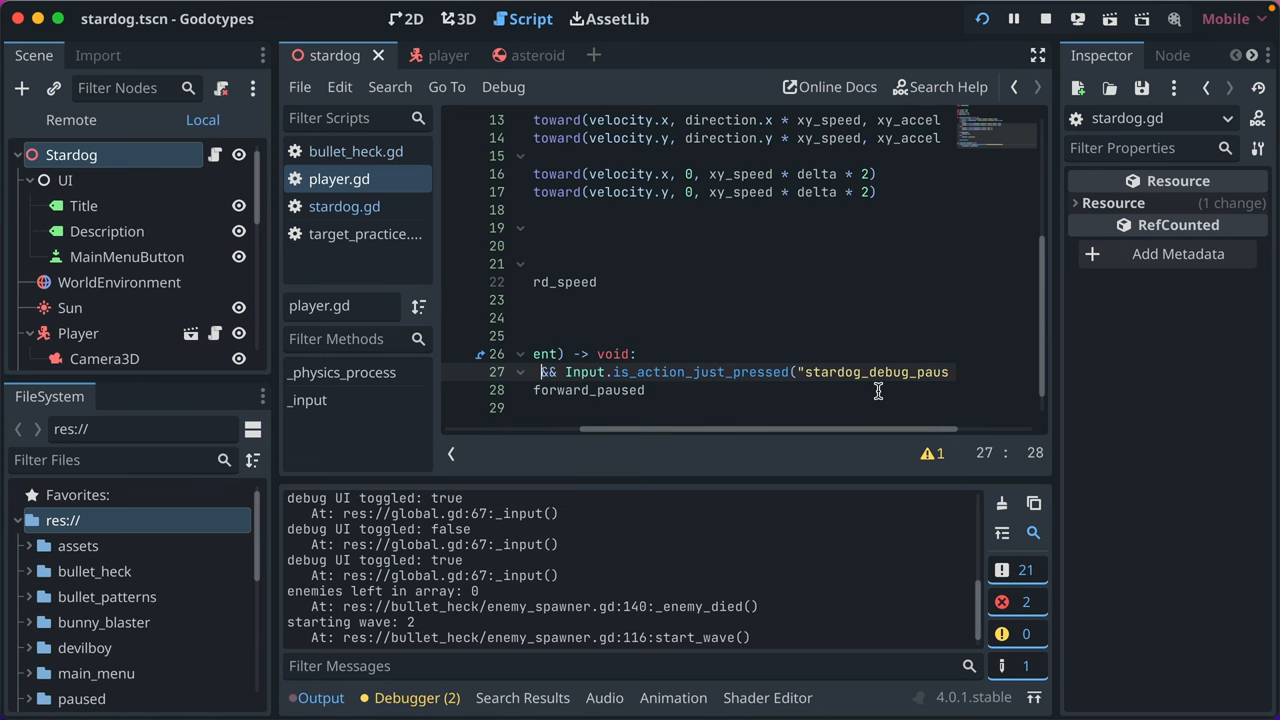 stardog.tscn - Godotypes
2D
3D
Script
AssetLib
Mobile
Scene
Import
Filter Nodes
Remote
Local
Stardog
UI
Title
Description
MainMenuButton
WorldEnvironment
Sun
Player
Camera3D
FileSystem
res://
Filter Files
Favorites:
res://
assets
bullet_heck
bullet_patterns
bunny_blaster
devilboy
main_menu
paused
stardog
player
asteroid
File
Edit
Search
Go To
Debug
Online Docs
Search Help
Filter Scripts
bullet_heck.gd
player.gd
stardog.gd
target_practice....
player.gd
Filter Methods
_physics_process
_input
13 toward(velocity.x, direction.x * xy_speed, xy_accel
14 toward(velocity.y, direction.y * xy_speed, xy_accel
15
16 toward(velocity.x, 0, xy_speed * delta * 2)
17 toward(velocity.y, 0, xy_speed * delta * 2)
18
19
20
21
22 rd_speed
23
24
25
26 ent) -> void:
27 && Input.is_action_just_pressed("stardog_debug_paus
28 forward_paused
29
1
27 : 28
debug UI toggled: true
At: res://global.gd:67:_input()
debug UI toggled: false
At: res://global.gd:67:_input()
debug UI toggled: true
At: res://global.gd:67:_input()
enemies left in array: 0
At: res://bullet_heck/enemy_spawner.gd:140:_enemy_died()
starting wave: 2
At: res://bullet_heck/enemy_spawner.gd:116:start_wave()
21
2
0
1
Filter Messages
Output
Debugger (2)
Search Results
Audio
Animation
Shader Editor
4.0.1.stable
Inspector
Node
stardog.gd
Filter Properties
Resource
Resource
(1 change)
RefCounted
Add Metadata